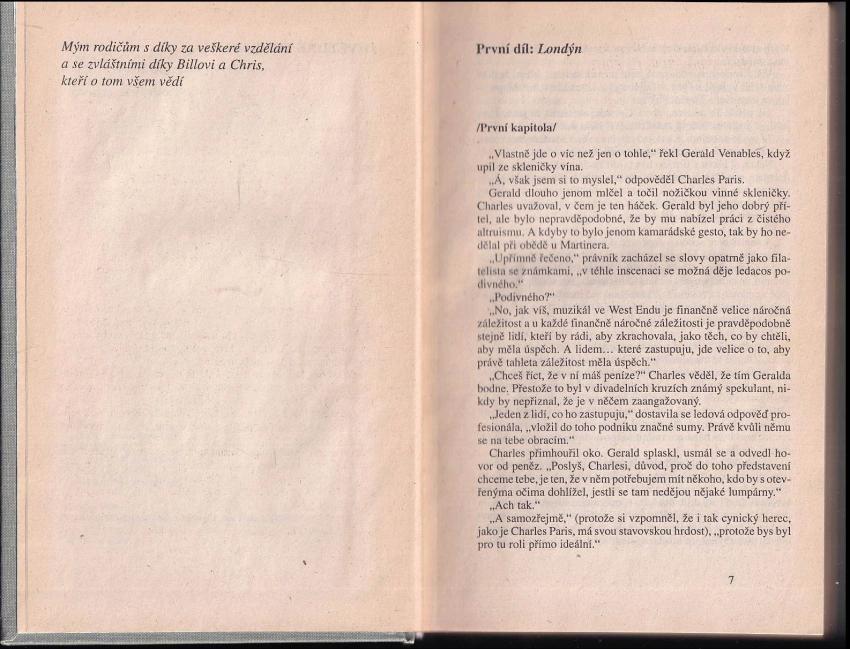 Mým rodičům s díky za veškeré vzdělání
a se zvláštními díky Billovi a Chris,
kteří o tom všem vědí
První díl: Londýn
/První kapitola/
„Vlastně jde o víc než jen o tohle,“ řekl Gerald Venables, když
upil ze skleničky vína.
„Á, však jsem si to myslel,“ odpověděl Charles Paris.
Gerald dlouho jenom mlčel a točil nožičkou vinné skleničky.
Charles uvažoval, v čem je ten háček. Gerald byl jeho dobrý pří-
tel, ale bylo nepravděpodobné, že by mu nabízel práci z čistého
altruismu. A kdyby to bylo jenom kamarádské gesto, tak by ho ne-
dělal při obědě u Martinera.
„Upřímně řečeno,“ právník zacházel se slovy opatrně jako fila-
telista se známkami, „v téhle inscenaci se možná děje ledacos po-
divného.“
„Podivného?“
„No, jak víš, muzikál ve West Endu je finančně velice náročná
záležitost a u každé finančně náročné záležitosti je pravděpodobně
stejně lidí, kteří by rádi, aby zkrachovala, jako těch, co by chtěli,
aby měla úspěch. A lidem... které zastupuju, jde velice o to, aby
právě tahleta záležitost měla úspěch.“
„Chceš říct, že v ní máš peníze?“ Charles věděl, že tím Geralda
bodne. Přestože to byl v divadelních kruzích známý spekulant, ni-
kdy by nepřiznal, že je v něčem zaangažovaný.
„Jeden z lidí, co ho zastupuju,“ dostavila se ledová odpověď pro-
fesionála, „vložil do toho podniku značné sumy. Právě kvůli němu
se na tebe obracím.“
Charles přimhouřil oko. Gerald splaskl, usmál se a odvedl ho-
vor od peněz. „Poslyš, Charlesi, důvod, proč do toho představení
chceme tebe, je ten, že v něm potřebujem mít někoho, kdo by s otev-
řenýma očima dohlížel, jestli se tam nedějou nějaké lumpárny.“
„Ach tak.“
„A samozřejmě,“ (protože si vzpomněl, že i tak cynický herec,
jako je Charles Paris, má svou stavovskou hrdost), „protože bys byl
pro tu roli přímo ideální.“
7